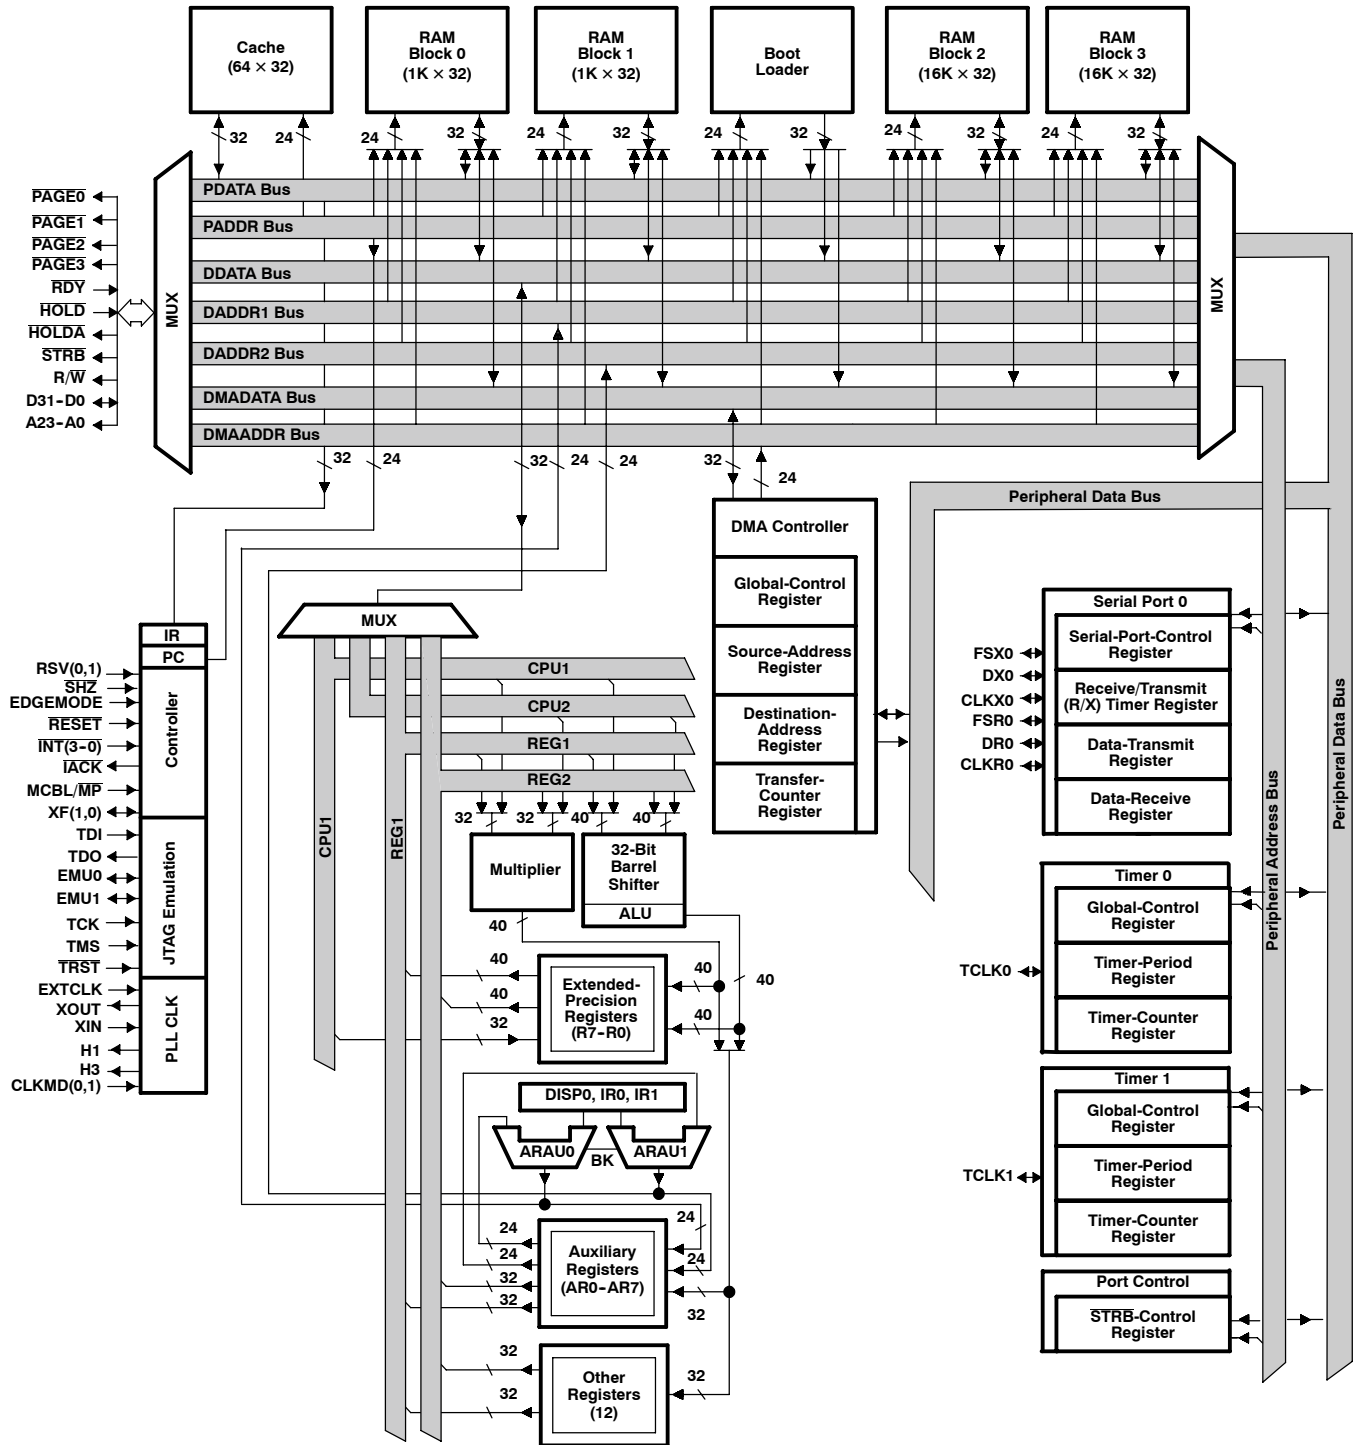 Cache
(64 × 32)
RAM
Block 0
(1K × 32)
RAM
Block 1
(1K × 32)
Boot
Loader
RAM
Block 2
(16K × 32)
RAM
Block 3
(16K × 32)
32
24
24
32
24
32
24
32
24
32
24
32
PDATA Bus
PADDR Bus
DDATA Bus
DADDR1 Bus
DADDR2 Bus
DMADATA Bus
DMAADDR Bus
MUX
MUX
PAGE0
PAGE1
PAGE2
PAGE3
RDY
HOLD
HOLDA
STRB
R/W
D31-D0
A23-A0
32
24
32
24
24
32
24
Peripheral Data Bus
DMA Controller
Global-Control
Register
Source-Address
Register
Destination-
Address
Register
Transfer-
Counter
Register
MUX
IR
PC
Controller
JTAG Emulation
PLL CLK
RSV(0,1)
SHZ
EDGEMODE
RESET
INT(3-0)
IACK
MCBL/MP
XF(1,0)
TDI
TDO
EMU0
EMU1
TCK
TMS
TRST
EXTCLK
XOUT
XIN
H1
H3
CLKMD(0,1)
CPU1
CPU2
REG1
REG2
CPU1
REG1
32
32
40
40
Multiplier
32-Bit
Barrel
Shifter
ALU
40
40
40
40
32
40
40
Extended-
Precision
Registers
(R7-R0)
DISP0, IR0, IR1
ARAU0
BK
ARAU1
24
24
32
32
24
24
32
Auxiliary
Registers
(AR0-AR7)
32
32
32
Other
Registers
(12)
Serial Port 0
Serial-Port-Control
Register
Receive/Transmit
(R/X) Timer Register
Data-Transmit
Register
Data-Receive
Register
FSX0
DX0
CLKX0
FSR0
DR0
CLKR0
Timer 0
Global-Control
Register
Timer-Period
Register
Timer-Counter
Register
TCLK0
Timer 1
Global-Control
Register
Timer-Period
Register
Timer-Counter
Register
TCLK1
Port Control
STRB-Control
Register
Peripheral Address Bus
Peripheral Data Bus